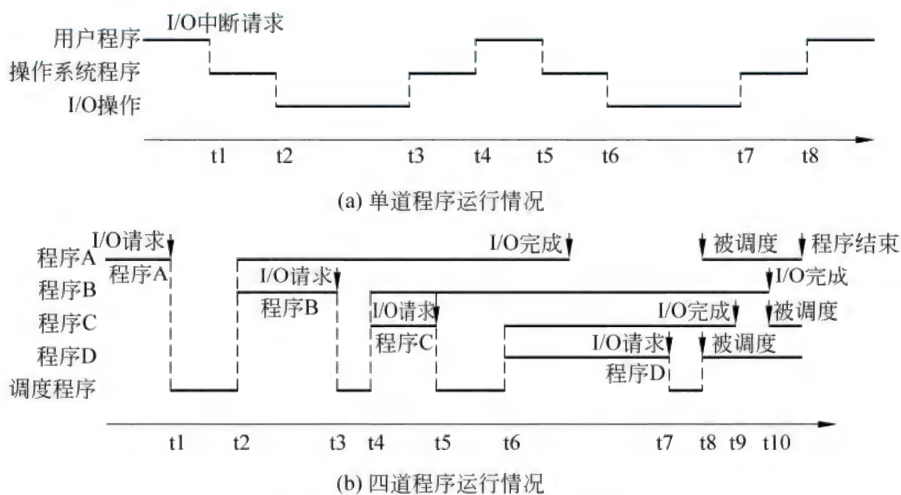 I/O中断请求
用户程序
操作系统程序
I/O操作
t1 t2 t3 t4 t5 t6 t7 t8
(a) 单道程序运行情况
I/O请求 I/O完成 被调度 程序结束
程序A
程序A I/O请求 I/O完成
程序B
程序B I/O请求 I/O完成 被调度
程序C
程序C I/O请求 被调度
程序D
程序D
调度程序
t1 t2 t3 t4 t5 t6 t7 t8 t9 t10
(b) 四道程序运行情况